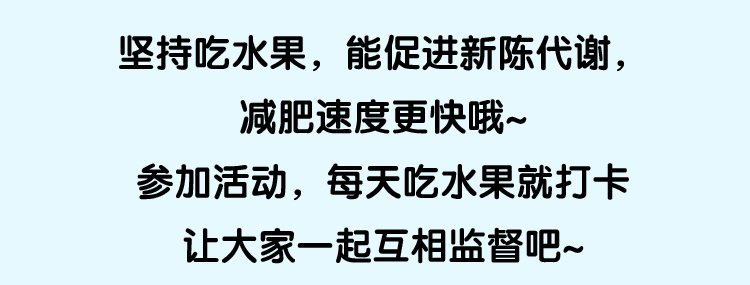 坚持吃水果，能促进新陈代谢，
减肥速度更快哦~
参加活动，每天吃水果就打卡
让大家一起互相监督吧~